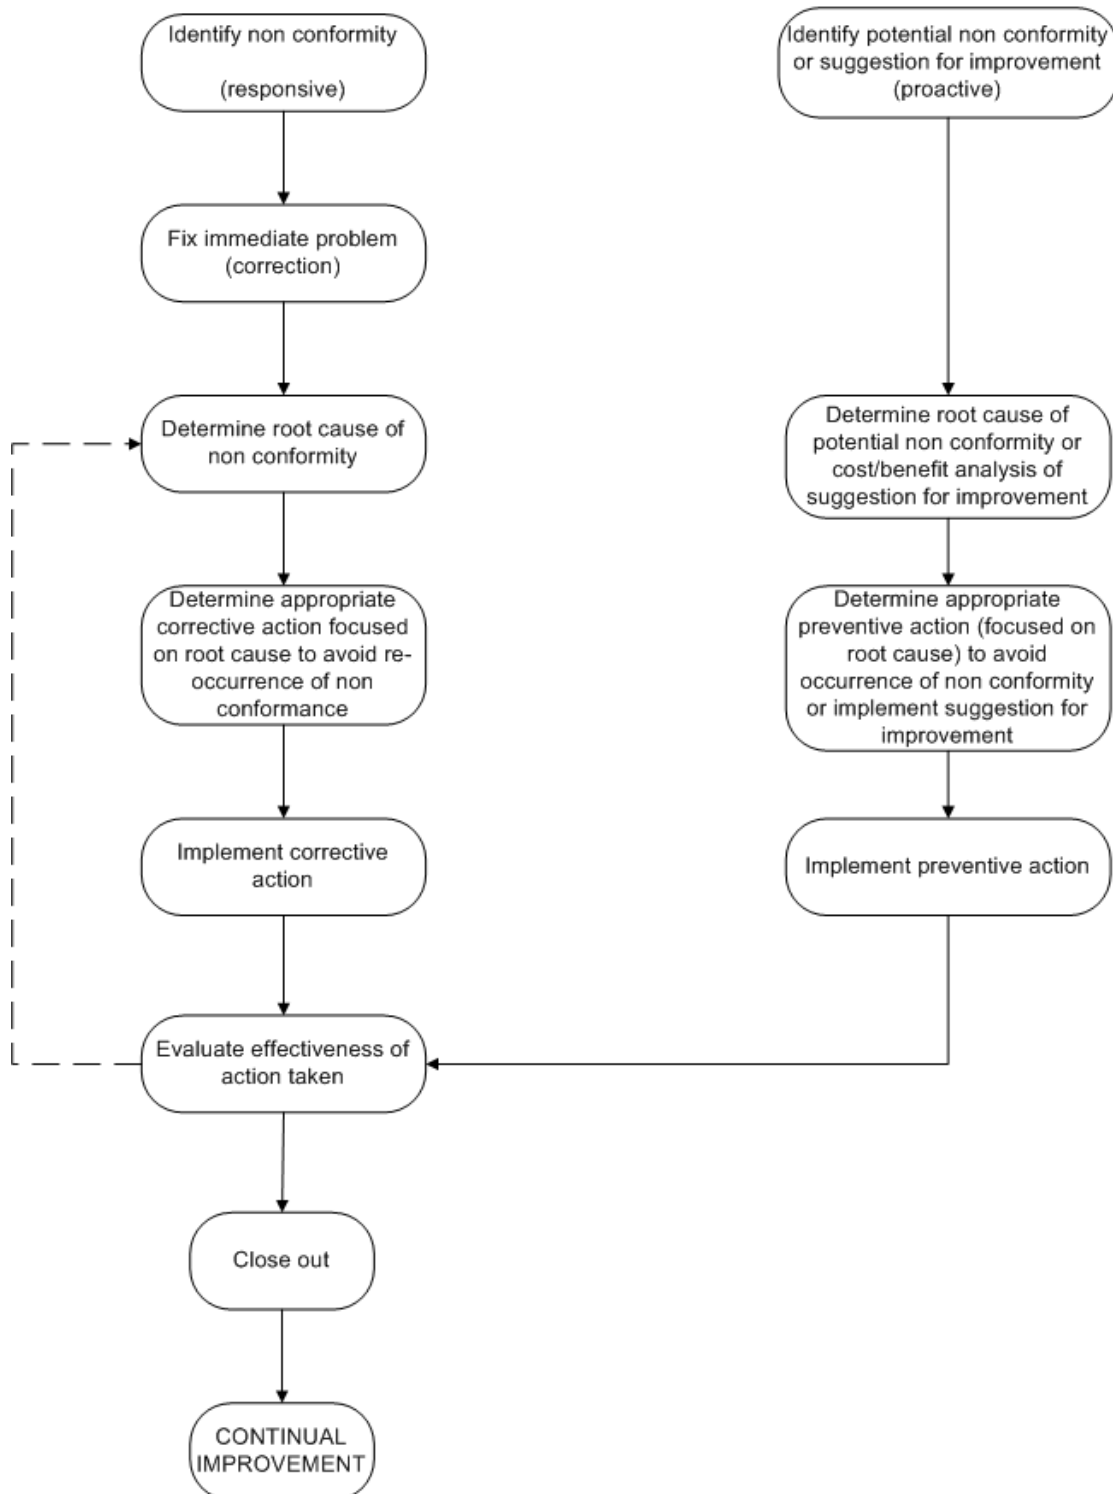 Identify non conformity
(responsive)
Identify potential non conformity
or suggestion for improvement
(proactive)
Fix immediate problem
(correction)
Determine root cause of
non conformity
Determine root cause of
potential non conformity or
cost/benefit analysis of
suggestion for improvement
Determine appropriate
corrective action focused
on root cause to avoid re-
occurrence of non
conformance
Determine appropriate
preventive action (focused on
root cause) to avoid
occurrence of non conformity
or implement suggestion for
improvement
Implement corrective
action
Implement preventive action
Evaluate effectiveness of
action taken
Close out
CONTINUAL
IMPROVEMENT